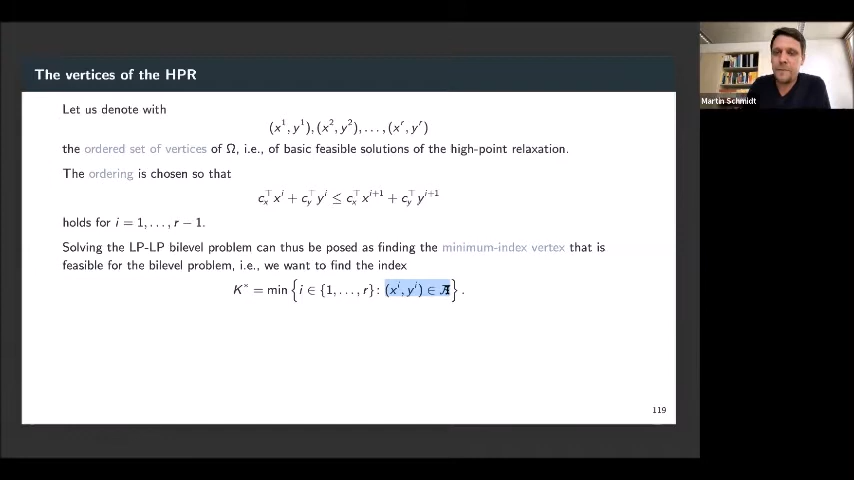 The vertices of the HPR
Let us denote with
(x¹, y¹), (x², y²), . . . , (xʳ, yʳ)
the ordered set of vertices of Ω, i.e., of basic feasible solutions of the high-point relaxation.
The ordering is chosen so that
cₓ⊤xⁱ + cᵧ⊤yⁱ ≤ cₓ⊤xⁱ⁺¹ + cᵧ⊤yⁱ⁺¹
holds for i = 1, . . . , r − 1.
Solving the LP-LP bilevel problem can thus be posed as finding the minimum-index vertex that is
feasible for the bilevel problem, i.e., we want to find the index
K* = min {i ∈ {1, . . . , r} : (xⁱ, yⁱ) ∈ }.
119
Martin Schmidt